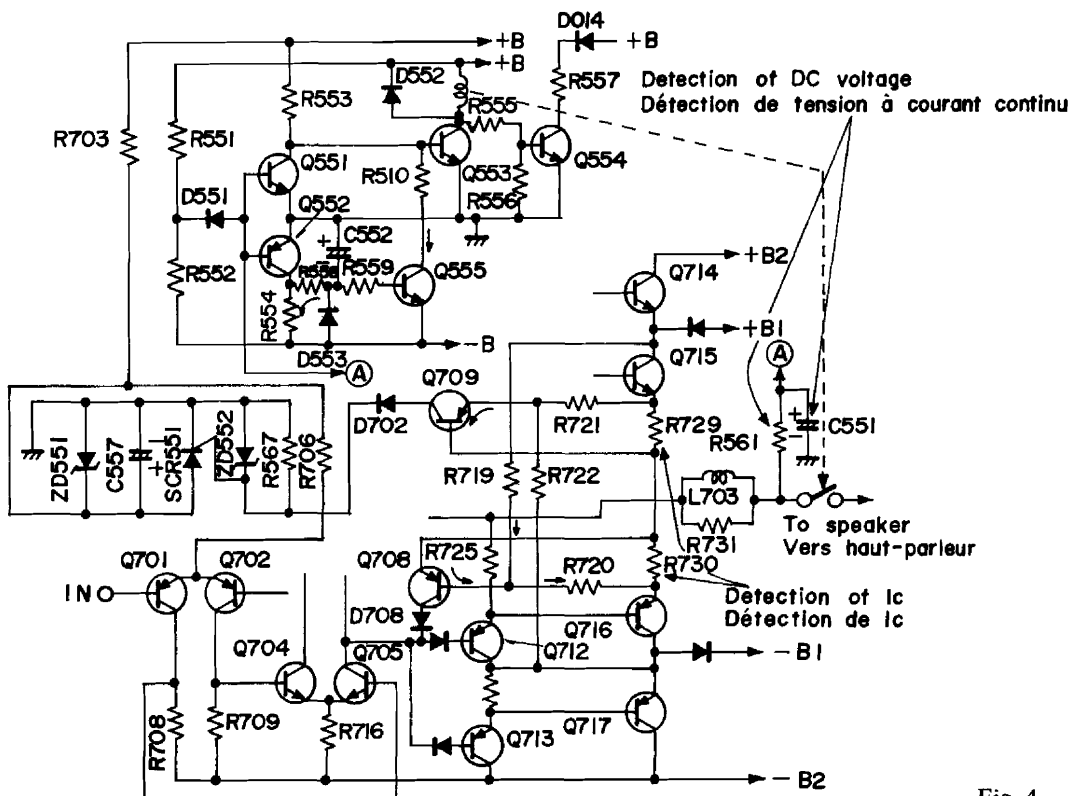 D014
+B
+B
+B
D552
R557
R553
R555
Detection of DC voltage
Détection de tension à courant continu
R703
R551
Q551
Q553
Q554
R510
R556
D551
Q552
C552
+
−
R552
R558
R559
Q555
R554
D553
−B
A
Q714
+B2
+B1
Q715
A
Q709
D702
R721
R729
R561
+
−
C551
ZD551
C557
−
+
SCR551
ZD552
R567
R706
R719
R722
L703
To speaker
Vers haut-parleur
R731
R730
Q701
Q702
Q708
R725
R720
Detection of Ic
Détection de Ic
IN
D708
Q716
Q704
Q705
Q712
−B1
R708
R709
R716
Q713
Q717
−B2